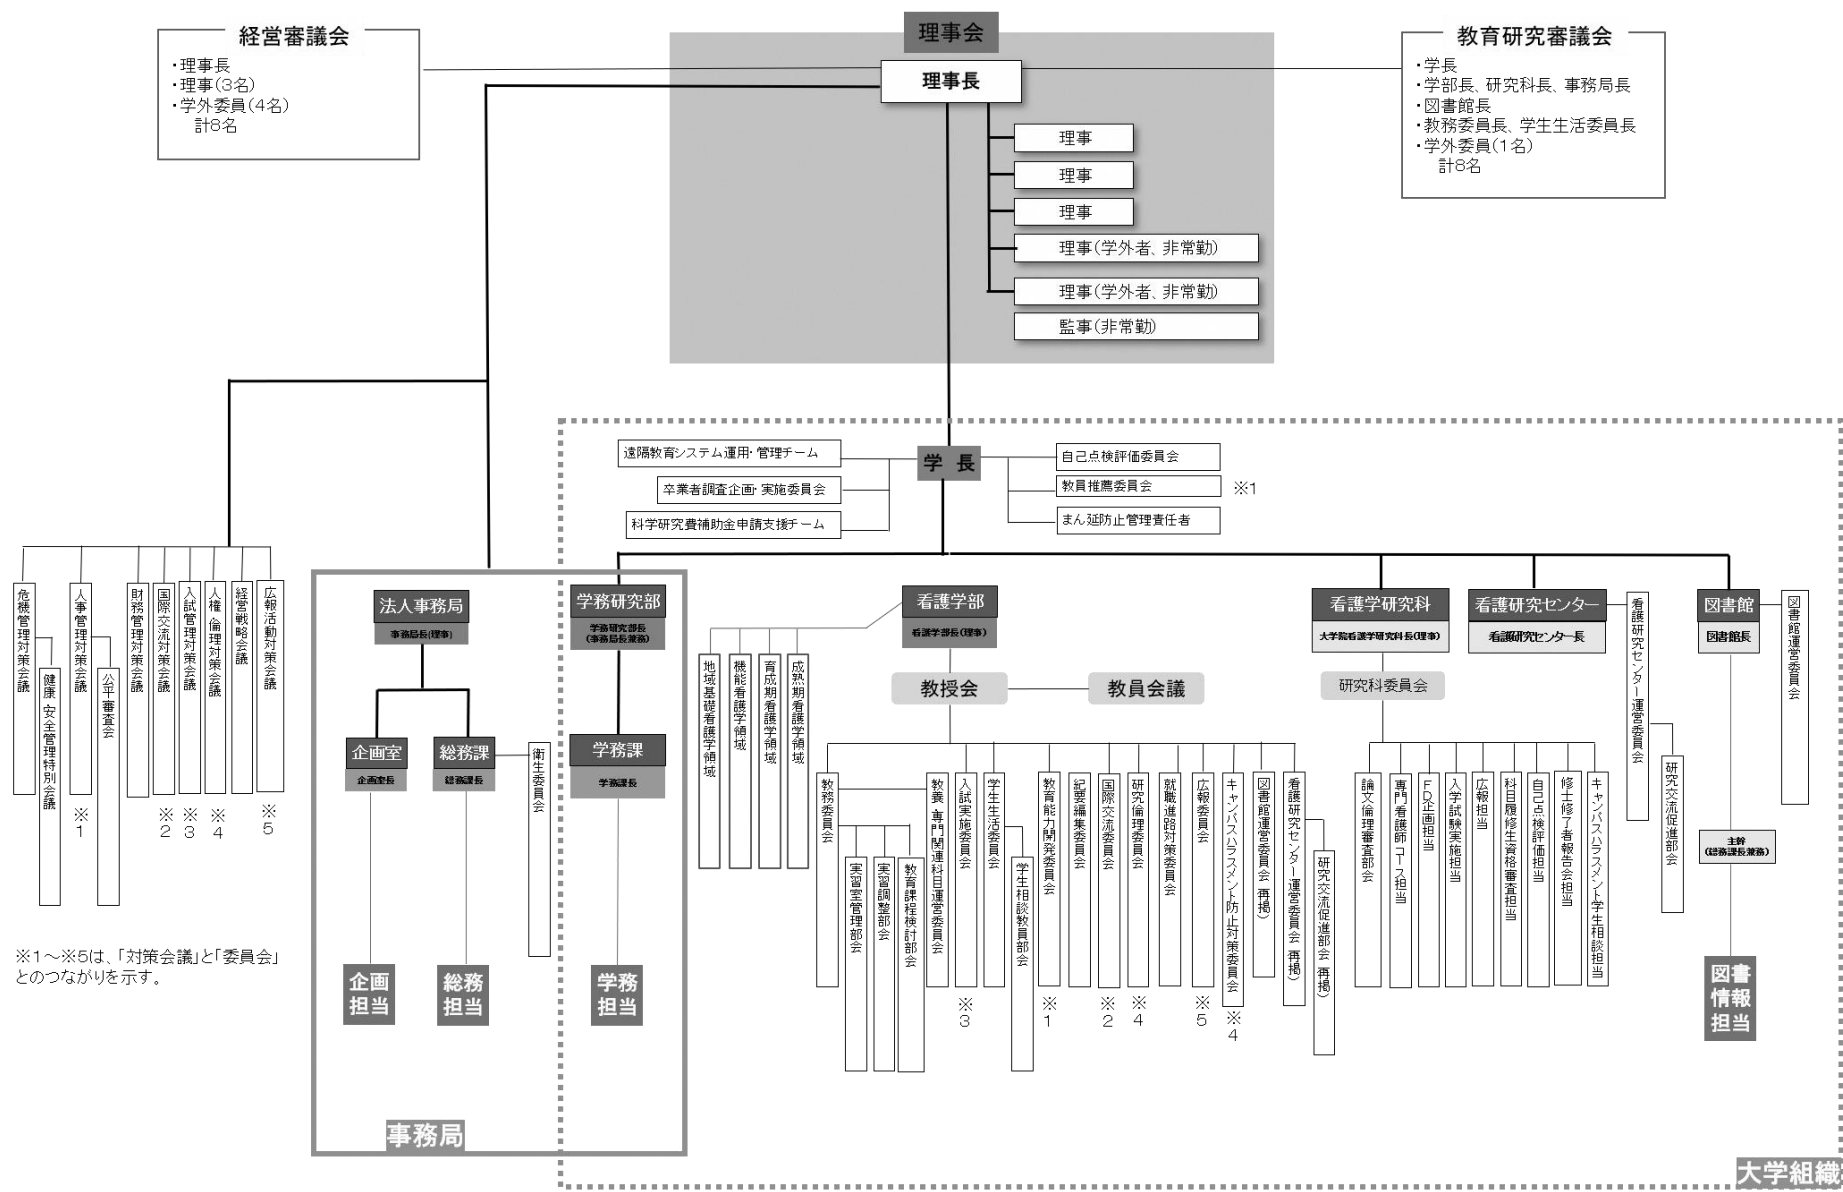 理事会
経営審議会
・理事長
・理事(3名)
・学外委員(4名)
計8名
理事長
理事
理事
理事
理事(学外者、非常勤)
理事(学外者、非常勤)
監事(非常勤)
教育研究審議会
・学長
・学部長、研究科長、事務局長
・図書館長
・教務委員長、学生生活委員長
・学外委員(1名)
計8名
学 長
遠隔教育システム運用・管理チーム
卒業者調査企画・実施委員会
科学研究費補助金申請支援チーム
自己点検評価委員会
教員推薦委員会
※1
まん延防止管理責任者
危機管理対策会議
健康・安全管理特別会議
人事管理対策会議
※1
公平審査会
財務管理対策会議
国際交流対策会議
※2
入試管理対策会議
※3
人権・倫理対策会議
※4
経営戦略会議
広報活動対策会議
※5
※1～※5は、「対策会議」と「委員会」
とのつながりを示す。
法人事務局
事務局長(理事)
企画室
企画室長
総務課
総務課長
衛生委員会
企画
担当
総務
担当
学務研究部
学務研究部長
(事務局長兼務)
学務課
学務課長
学務
担当
事務局
看護学部
看護学部長(理事)
地域基礎看護学領域
機能看護学領域
育成期看護学領域
成熟期看護学領域
教授会
教員会議
教務委員会
実習室管理部会
実習調整部会
教育課程検討部会
教養・専門関連科目運営委員会
入試実施委員会
※3
学生生活委員会
学生相談教員部会
教育能力開発委員会
※1
紀要編集委員会
国際交流委員会
※2
研究倫理委員会
※4
就職進路対策委員会
広報委員会
※5
キャンパスハラスメント防止対策委員会
※4
図書館運営委員会(再掲)
看護研究センター運営委員会(再掲)
研究交流促進部会(再掲)
看護学研究科
大学院看護学研究科長(理事)
研究科委員会
論文倫理審査部会
専門看護師コース担当
FD企画担当
入学試験実施担当
広報担当
科目履修生資格審査担当
自己点検評価担当
修士修了者報告会担当
キャンパスハラスメント学生相談担当
看護研究センター
看護研究センター長
看護研究センター運営委員会
研究交流促進部会
図書館
図書館長
図書館運営委員会
主幹
(総務課長兼務)
図書
情報
担当
大学組織